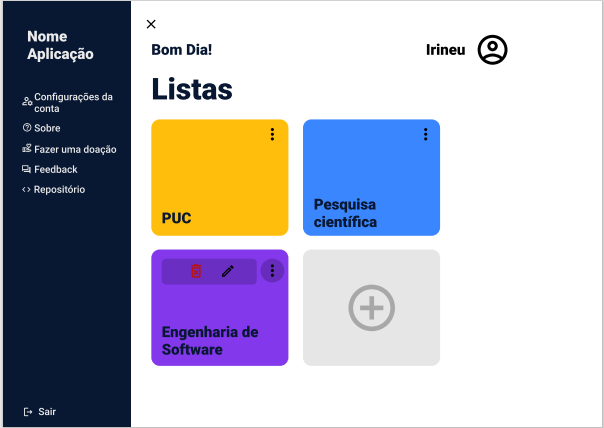 Nome
Aplicação
Configurações da
conta
Sobre
Fazer uma doação
Feedback
Repositório
Sair
Bom Dia!
Irineu
Listas
PUC
Pesquisa
científica
Engenharia de
Software